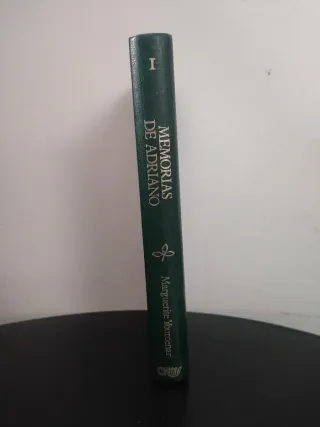 I
MEMORIAS
DE ADRIANO
Marguerite Yourcenar